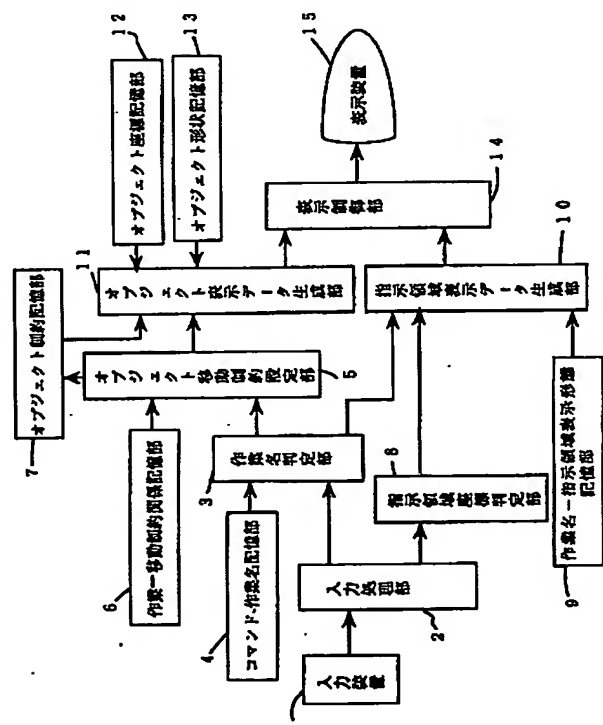 入力装置
2
入力処理部
4
コマンド-作業名記憶部
3
作業名判定部
8
指示領域座標判定部
9
作業名－指示領域表示形態
記憶部
6
作業－移動制約関係記憶部
5
オブジェクト移動制約設定部
7
オブジェクト制約記憶部
11
オブジェクト表示データ生成部
12
オブジェクト座標記憶部
13
オブジェクト形状記憶部
10
指示領域表示データ生成部
14
表示制御部
15
表示装置